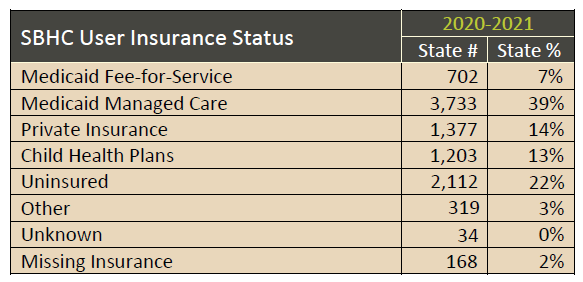 SBHC User Insurance Status 2020-2021
State # State %
Medicaid Fee-for-Service 702 7%
Medicaid Managed Care 3,733 39%
Private Insurance 1,377 14%
Child Health Plans 1,203 13%
Uninsured 2,112 22%
Other 319 3%
Unknown 34 0%
Missing Insurance 168 2%